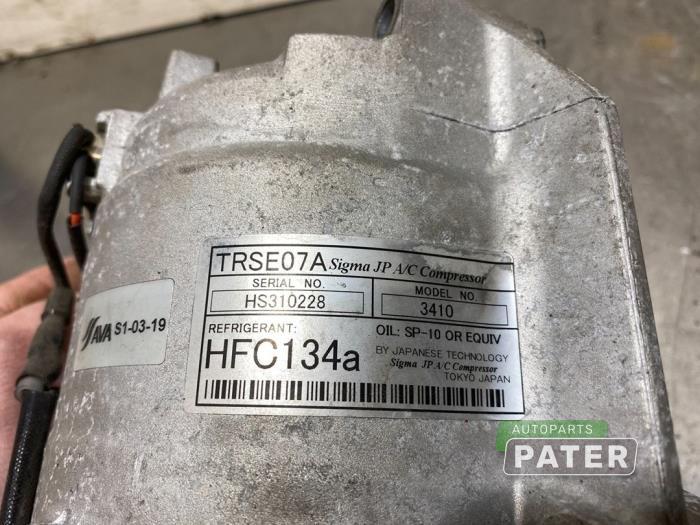 TRSE07A Sigma JP A/C Compressor
SERIAL NO. MODEL NO.
HS310228 3410
REFRIGERANT: OIL: SP-10 OR EQUIV
HFC134a BY JAPANESE TECHNOLOGY
Sigma JP A/C Compressor
TOKYO JAPAN
AVA S1-03-19
AUTOPARTS
PATER